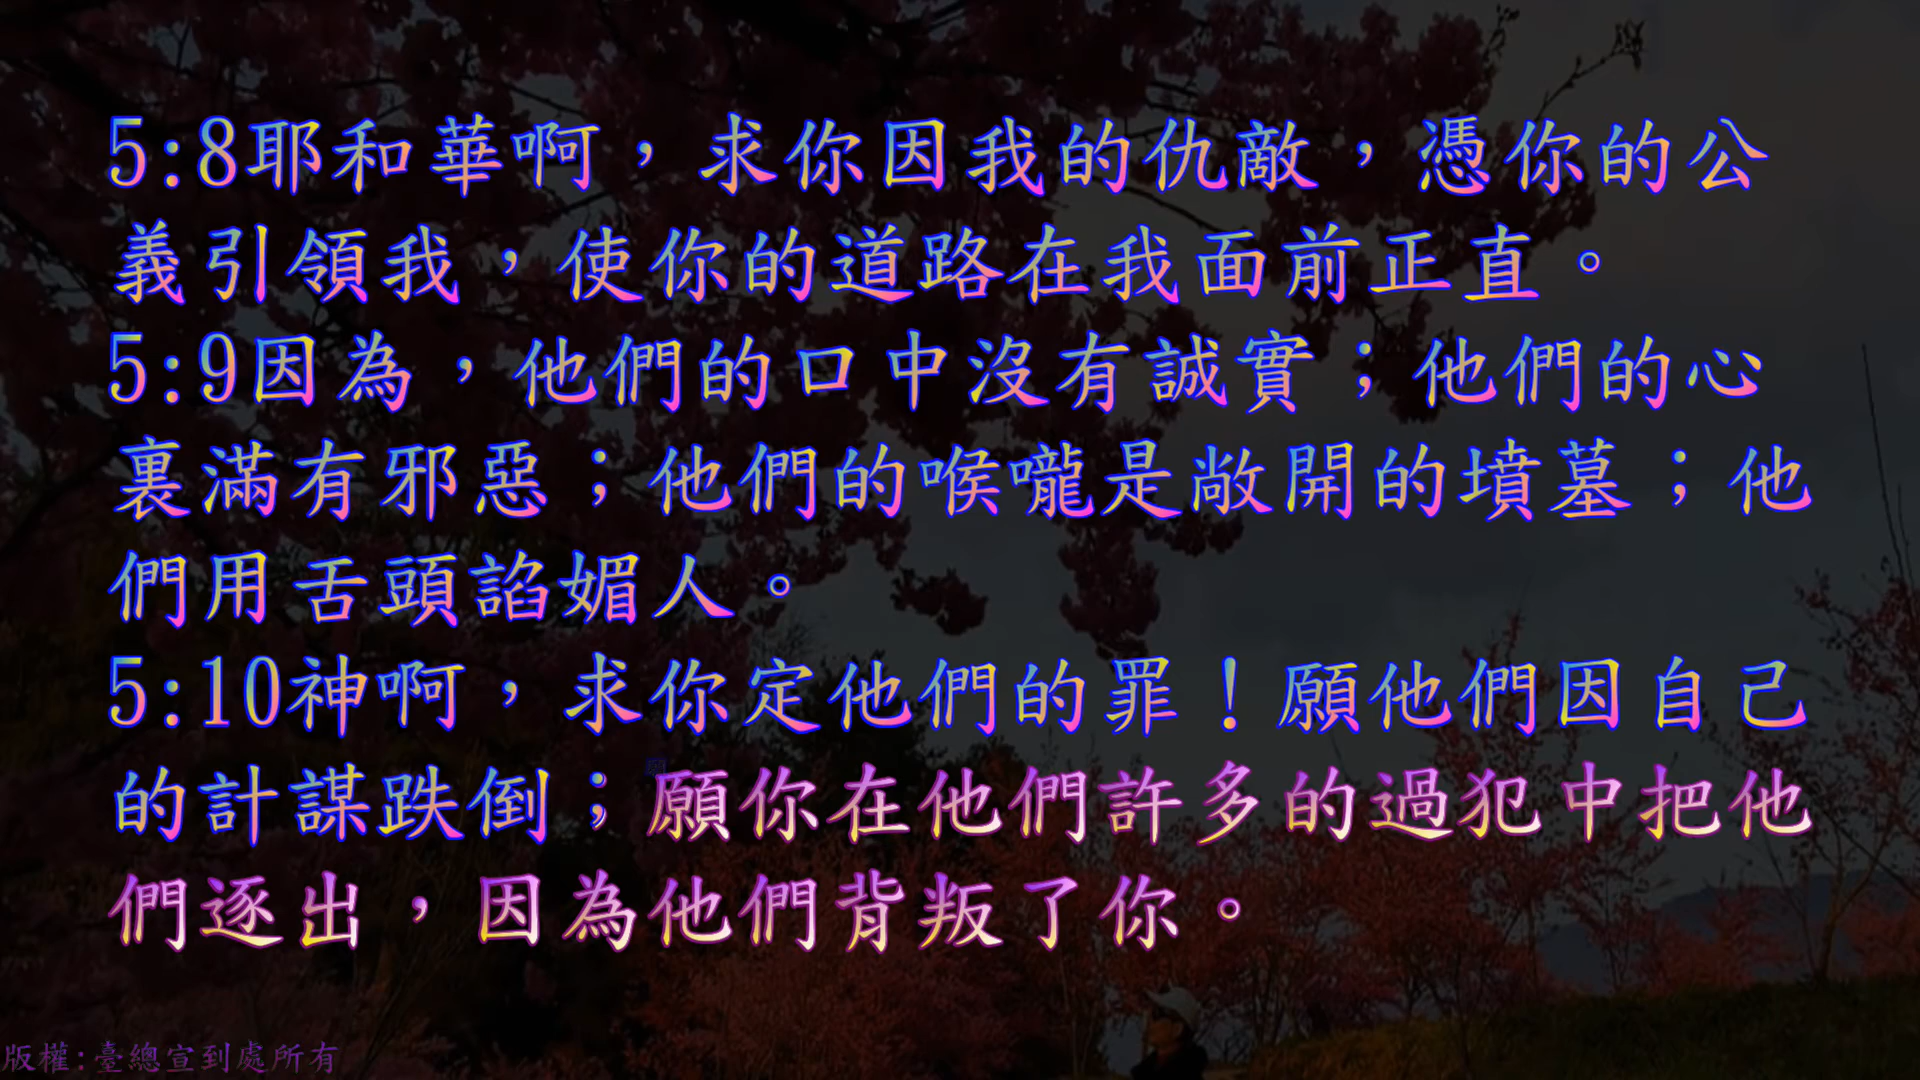 5:8耶和華啊，求你因我的仇敵，憑你的公
義引領我，使你的道路在我面前正直。
5:9因為，他們的口中沒有誠實；他們的心
裏滿有邪惡；他們的喉嚨是敞開的墳墓；他
們用舌頭諂媚人。
5:10神啊，求你定他們的罪！願他們因自己
的計謀跌倒；願你在他們許多的過犯中把他
們逐出，因為他們背叛了你。
版權:臺總宣到處所有